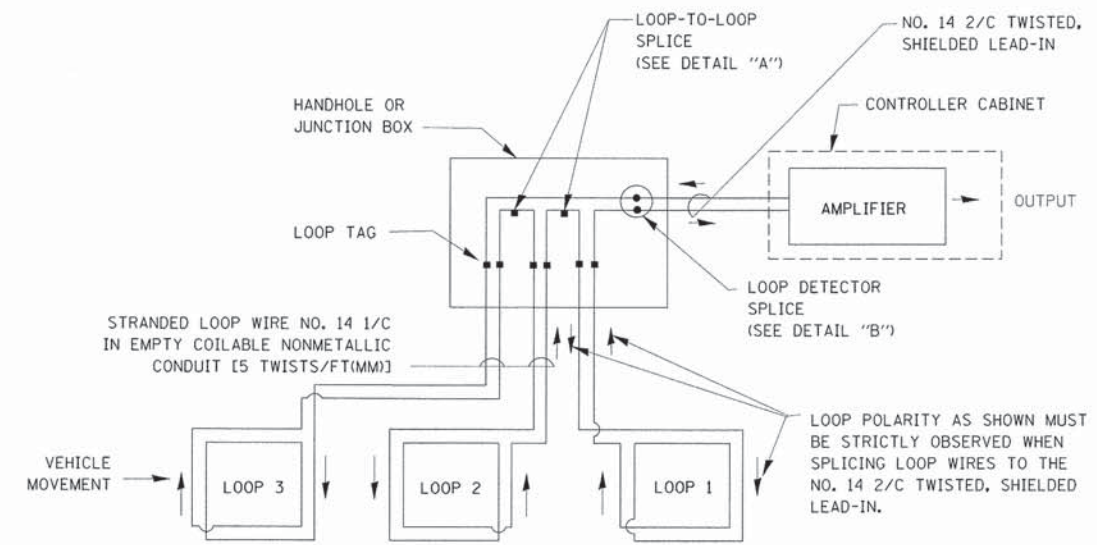 LOOP-TO-LOOP
SPLICE
(SEE DETAIL "A")
NO. 14 2/C TWISTED,
SHIELDED LEAD-IN
HANDHOLE OR
JUNCTION BOX
CONTROLLER CABINET
AMPLIFIER
OUTPUT
LOOP TAG
LOOP DETECTOR
SPLICE
(SEE DETAIL "B")
STRANDED LOOP WIRE NO. 14 1/C
IN EMPTY COILABLE NONMETALLIC
CONDUIT [5 TWISTS/FT(MM)]
LOOP POLARITY AS SHOWN MUST
BE STRICTLY OBSERVED WHEN
SPLICING LOOP WIRES TO THE
NO. 14 2/C TWISTED, SHIELDED
LEAD-IN.
VEHICLE
MOVEMENT
LOOP 3
LOOP 2
LOOP 1